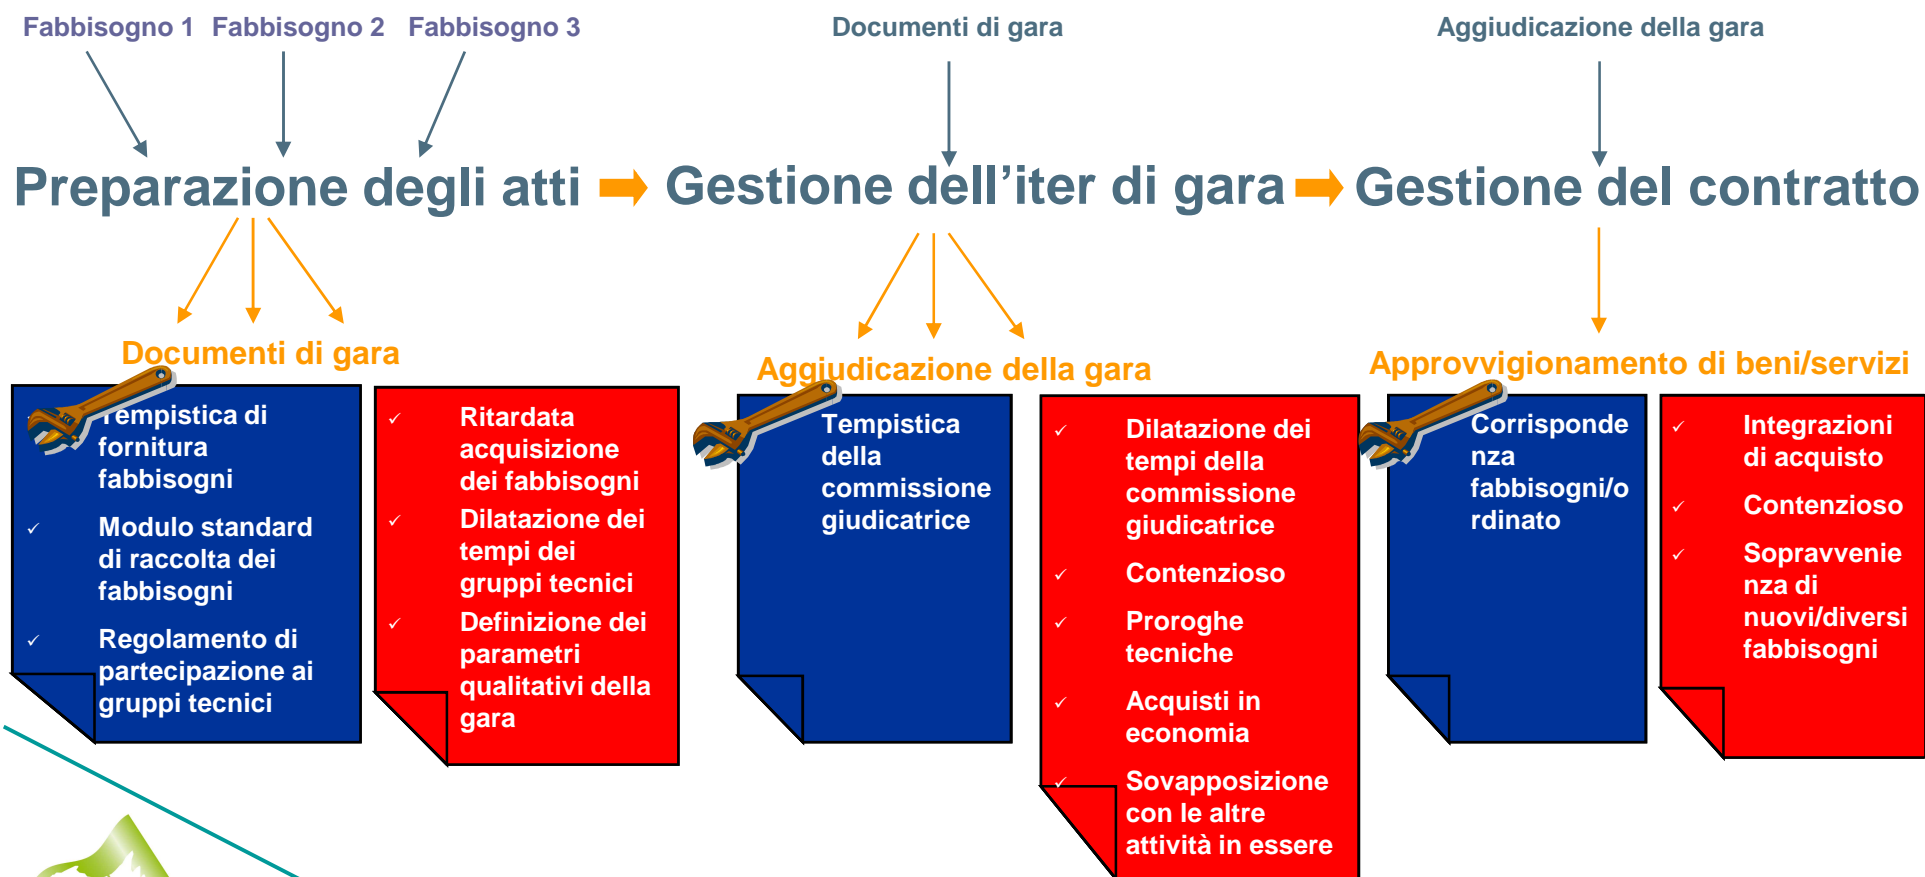 Fabbisogno 1 Fabbisogno 2 Fabbisogno 3
Documenti di gara
Aggiudicazione della gara
Preparazione degli atti
Gestione dell’iter di gara
Gestione del contratto
Documenti di gara
Tempistica di
fornitura
fabbisogni
Modulo standard
di raccolta dei
fabbisogni
Regolamento di
partecipazione ai
gruppi tecnici
Ritardata
acquisizione
dei fabbisogni
Dilatazione dei
tempi dei
gruppi tecnici
Definizione dei
parametri
qualitativi della
gara
Aggiudicazione della gara
Tempistica
della
commissione
giudicatrice
Dilatazione dei
tempi della
commissione
giudicatrice
Contenzioso
Proroghe
tecniche
Acquisti in
economia
Sovapposizione
con le altre
attività in essere
Approvvigionamento di beni/servizi
Corrisponde
nza
fabbisogni/o
rdinato
Integrazioni
di acquisto
Contenzioso
Sopravvenie
nza di
nuovi/diversi
fabbisogni